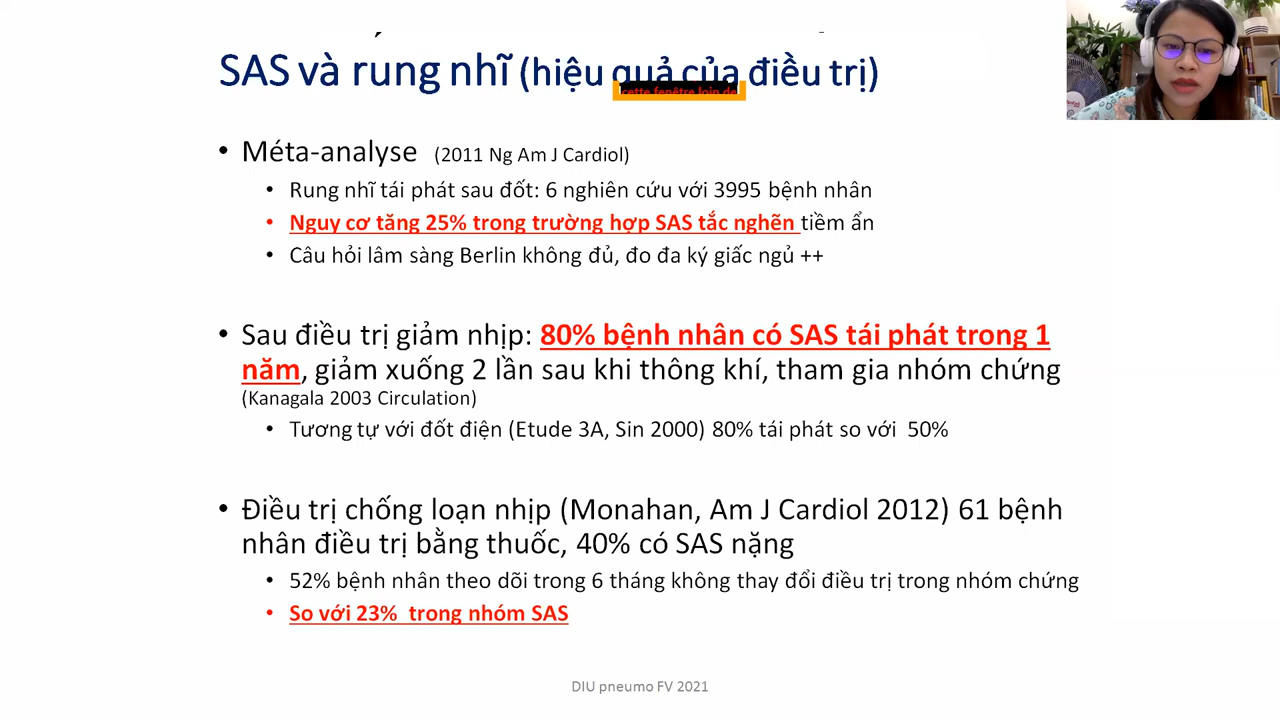 SAS và rung nhĩ (hiệu quả của điều trị)
cette fenêtre loin de
• Méta-analyse (2011 Ng Am J Cardiol)
• Rung nhĩ tái phát sau đốt: 6 nghiên cứu với 3995 bệnh nhân
• Nguy cơ tăng 25% trong trường hợp SAS tắc nghẽn tiềm ẩn
• Câu hỏi lâm sàng Berlin không đủ, đo đa ký giấc ngủ ++
• Sau điều trị giảm nhịp: 80% bệnh nhân có SAS tái phát trong 1
năm, giảm xuống 2 lần sau khi thông khí, tham gia nhóm chứng
(Kanagala 2003 Circulation)
• Tương tự với đốt điện (Etude 3A, Sin 2000) 80% tái phát so với 50%
• Điều trị chống loạn nhịp (Monahan, Am J Cardiol 2012) 61 bệnh
nhân điều trị bằng thuốc, 40% có SAS nặng
• 52% bệnh nhân theo dõi trong 6 tháng không thay đổi điều trị trong nhóm chứng
• So với 23% trong nhóm SAS
DIU pneumo FV 2021